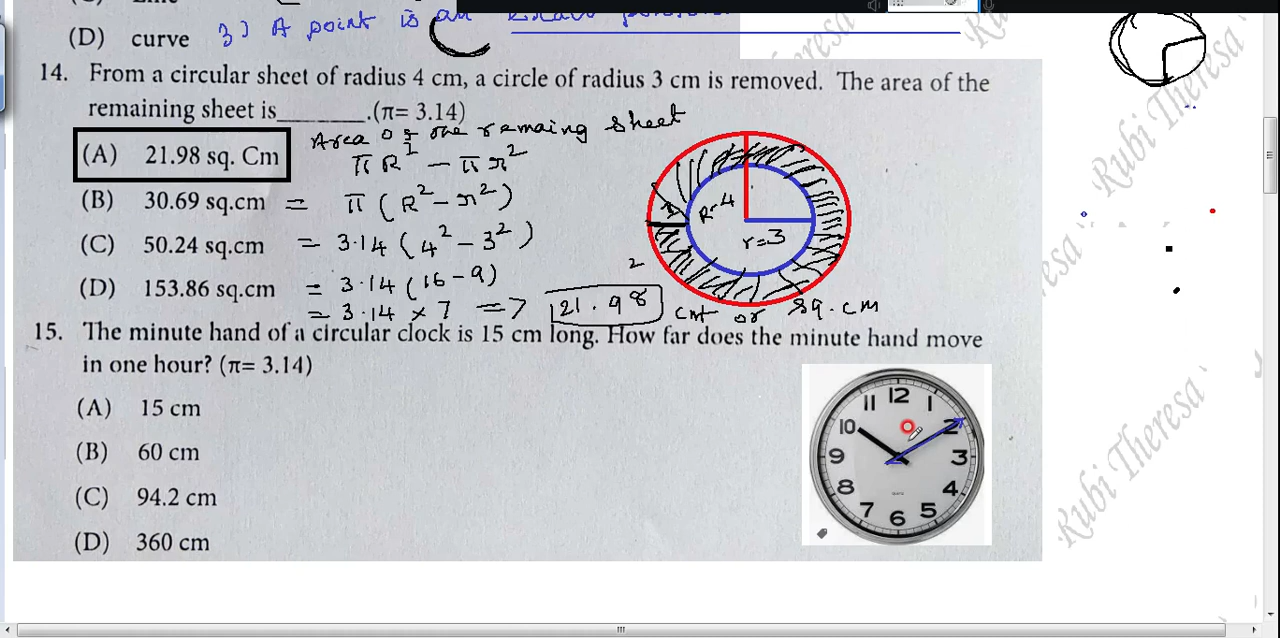 3) A point is an
(D) curve
14. From a circular sheet of radius 4 cm, a circle of radius 3 cm is removed. The area of the
remaining sheet is________.(π= 3.14)
Area of the remaing sheet
(A) 21.98 sq. Cm
π R² – π r²
(B) 30.69 sq.cm = π (R² – r²)
(C) 50.24 sq.cm = 3.14 (4² – 3²)
(D) 153.86 sq.cm = 3.14 (16 – 9)
= 3.14 × 7 => 21.98 cm² or sq.cm
R=4
r=3
15. The minute hand of a circular clock is 15 cm long. How far does the minute hand move
in one hour? (π= 3.14)
(A) 15 cm
(B) 60 cm
(C) 94.2 cm
(D) 360 cm
12
1
2
3
4
5
6
7
8
9
10
11
Rubi Theresa
Rubi Theresa